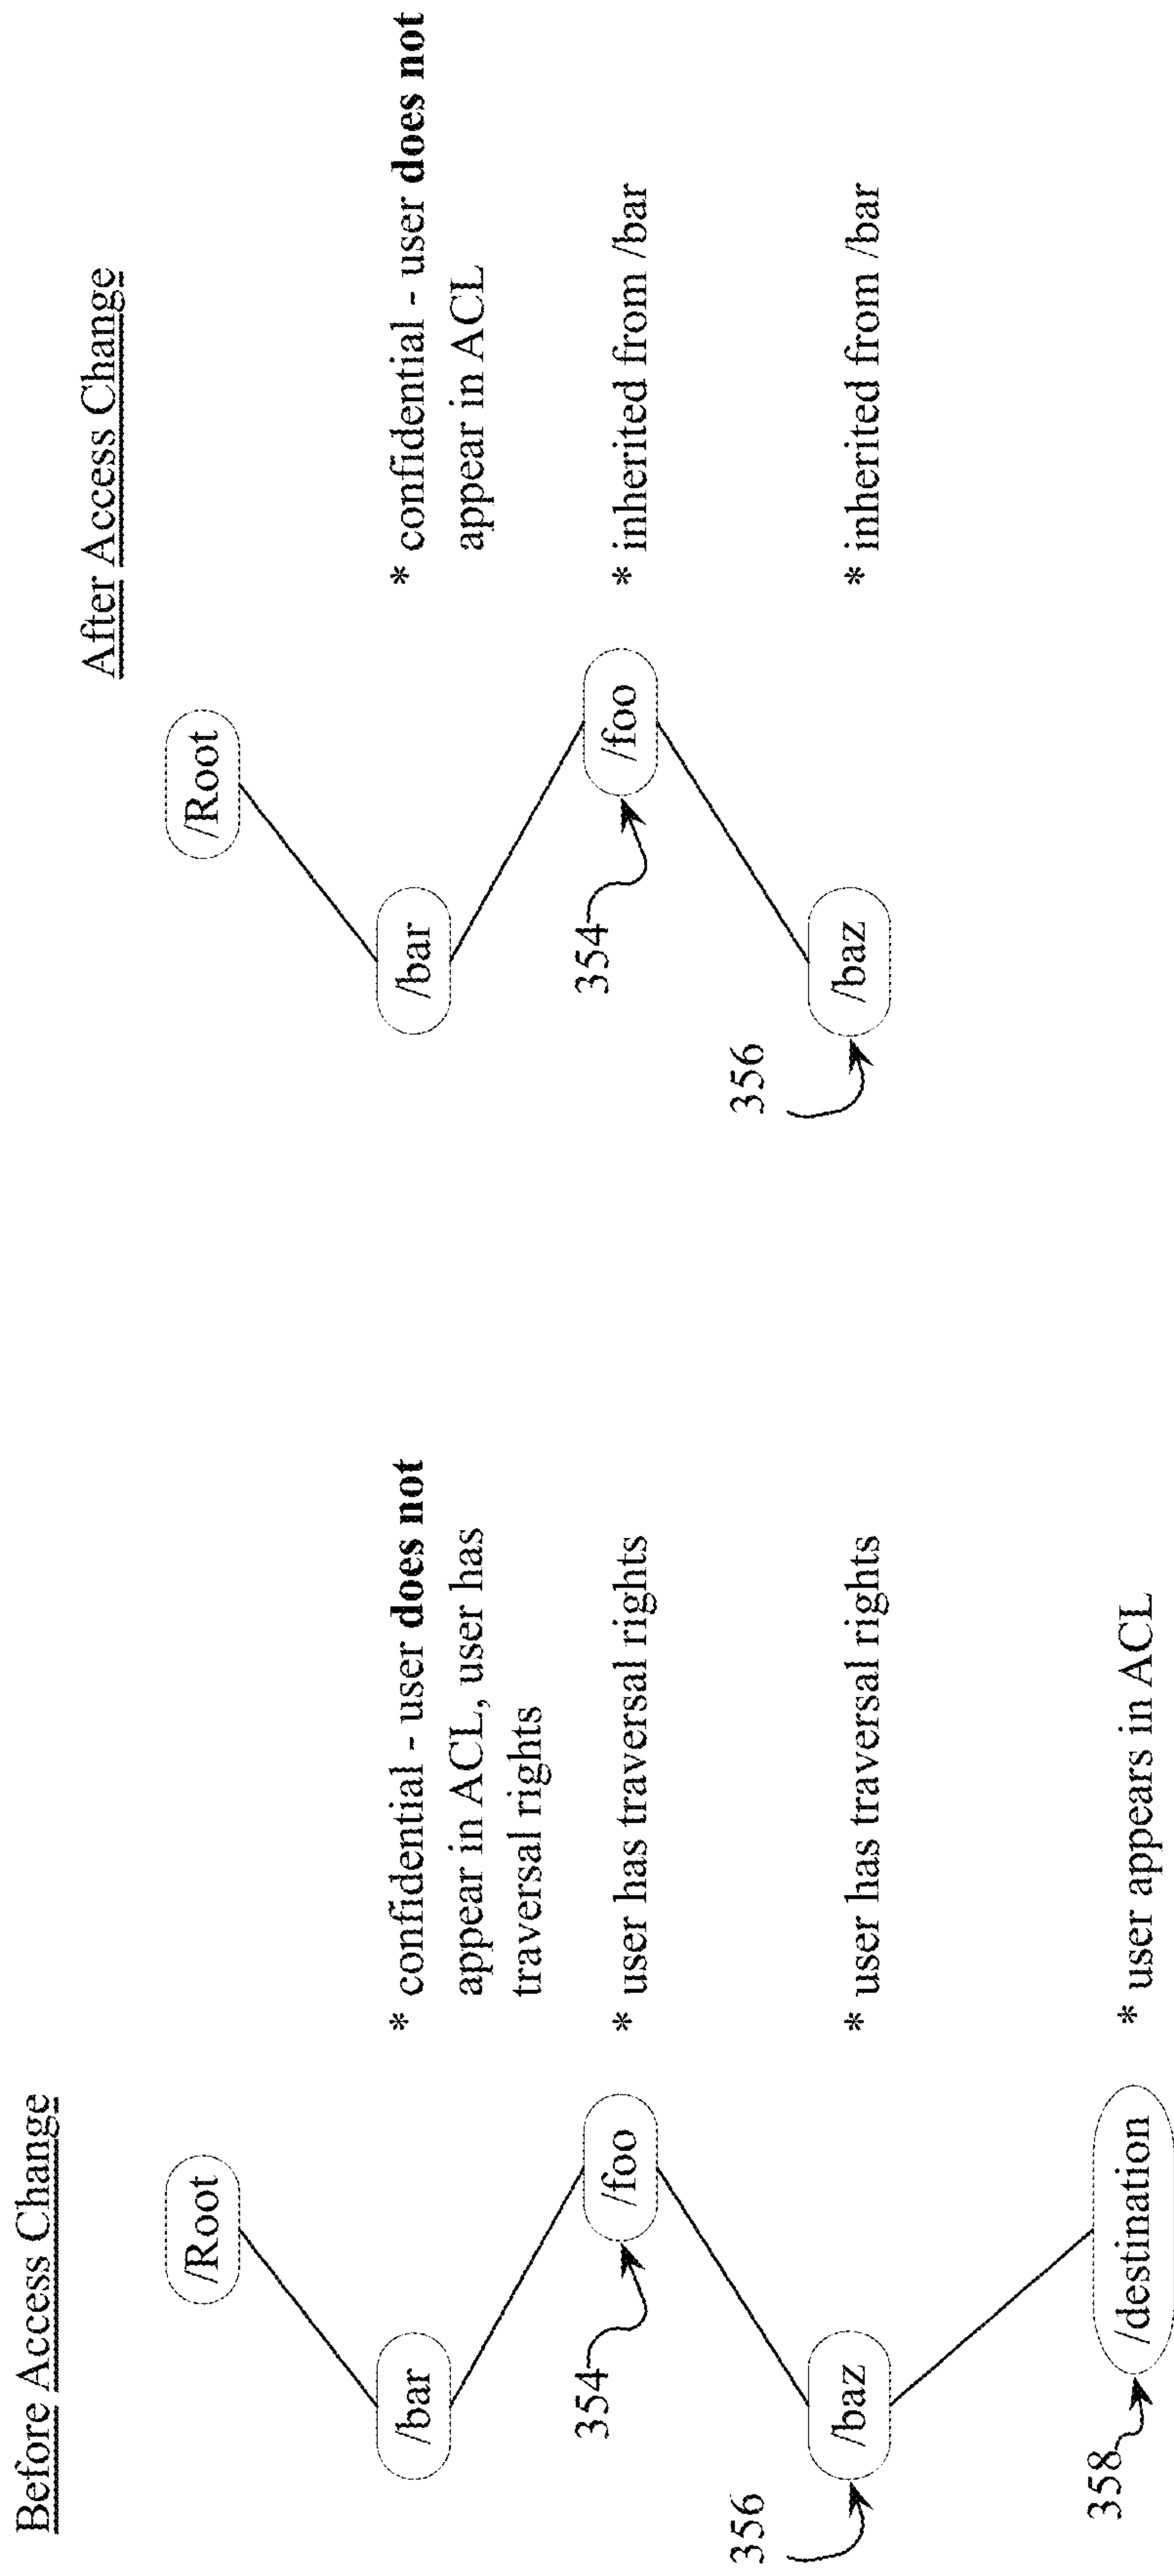 Before Access Change
/Root
/bar
* confidential - user does not
appear in ACL, user has
traversal rights
354
/foo
* user has traversal rights
356
/baz
* user has traversal rights
358
/destination
* user appears in ACL
After Access Change
/Root
/bar
* confidential - user does not
appear in ACL
354
/foo
* inherited from /bar
356
/baz
* inherited from /bar